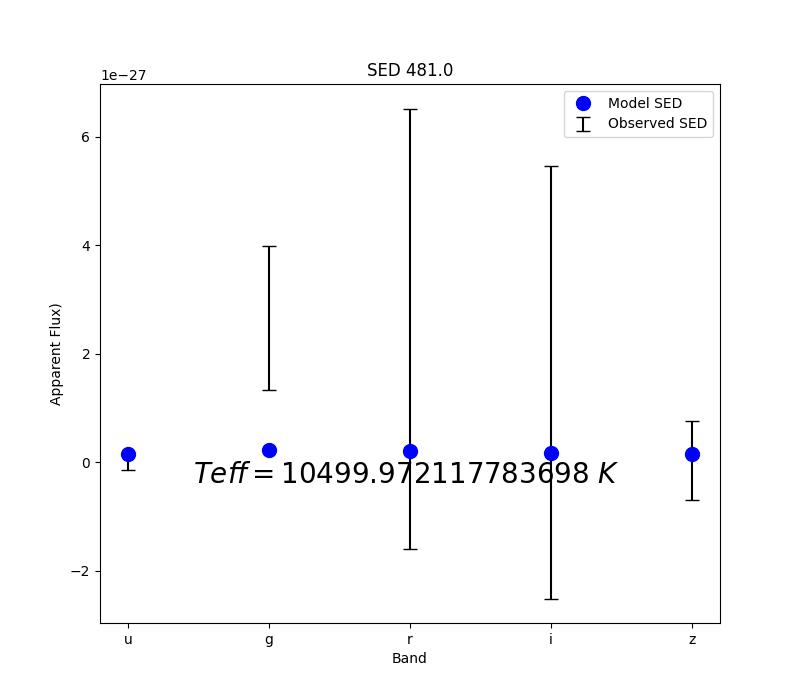 SED 481.0
1e−27
Model SED
Observed SED
6
4
2
0
−2
Teff = 10499.972117783698 K
Apparent Flux)
u g r i z
Band